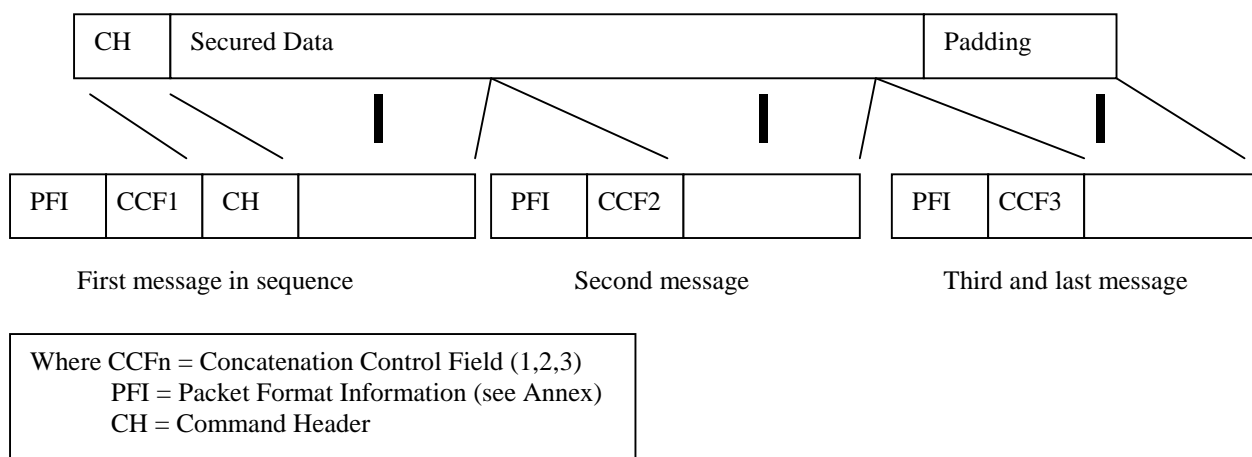 CH Secured Data Padding
PFI CCF1 CH PFI CCF2 PFI CCF3
First message in sequence Second message Third and last message
Where CCFn = Concatenation Control Field (1,2,3)
PFI = Packet Format Information (see Annex)
CH = Command Header